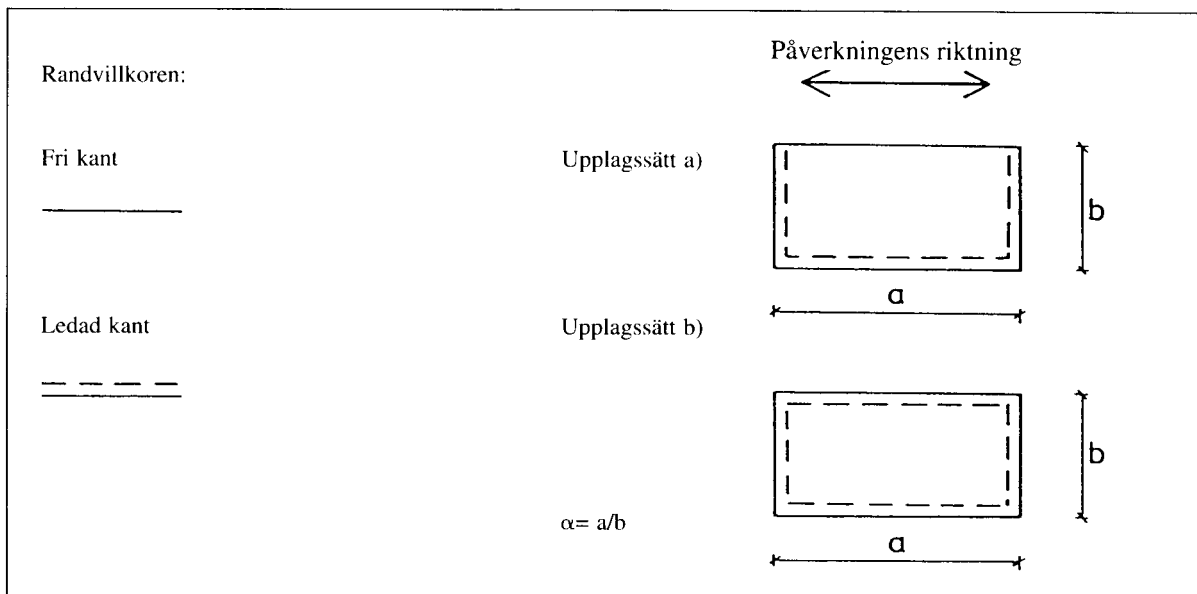 Påverkningens riktning
Randvillkoren:
Fri kant
Upplagssätt a)
b
a
Ledad kant
Upplagssätt b)
b
α= a/b
a